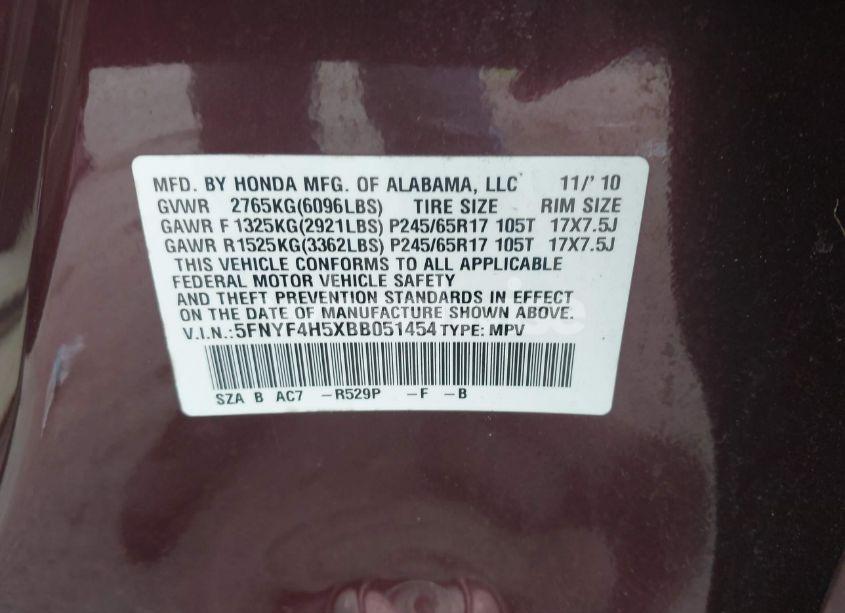 MFD. BY HONDA MFG. OF ALABAMA, LLC 11/' 10
GVWR 2765KG(6096LBS) TIRE SIZE RIM SIZE
GAWR F 1325KG(2921LBS) P245/65R17 105T 17X7.5J
GAWR R1525KG(3362LBS) P245/65R17 105T 17X7.5J
THIS VEHICLE CONFORMS TO ALL APPLICABLE
FEDERAL MOTOR VEHICLE SAFETY
AND THEFT PREVENTION STANDARDS IN EFFECT
ON THE DATE OF MANUFACTURE SHOWN ABOVE.
V.I.N.:5FNYF4H5XBB051454 TYPE: MPV
SZA B AC7 -R529P -F -B